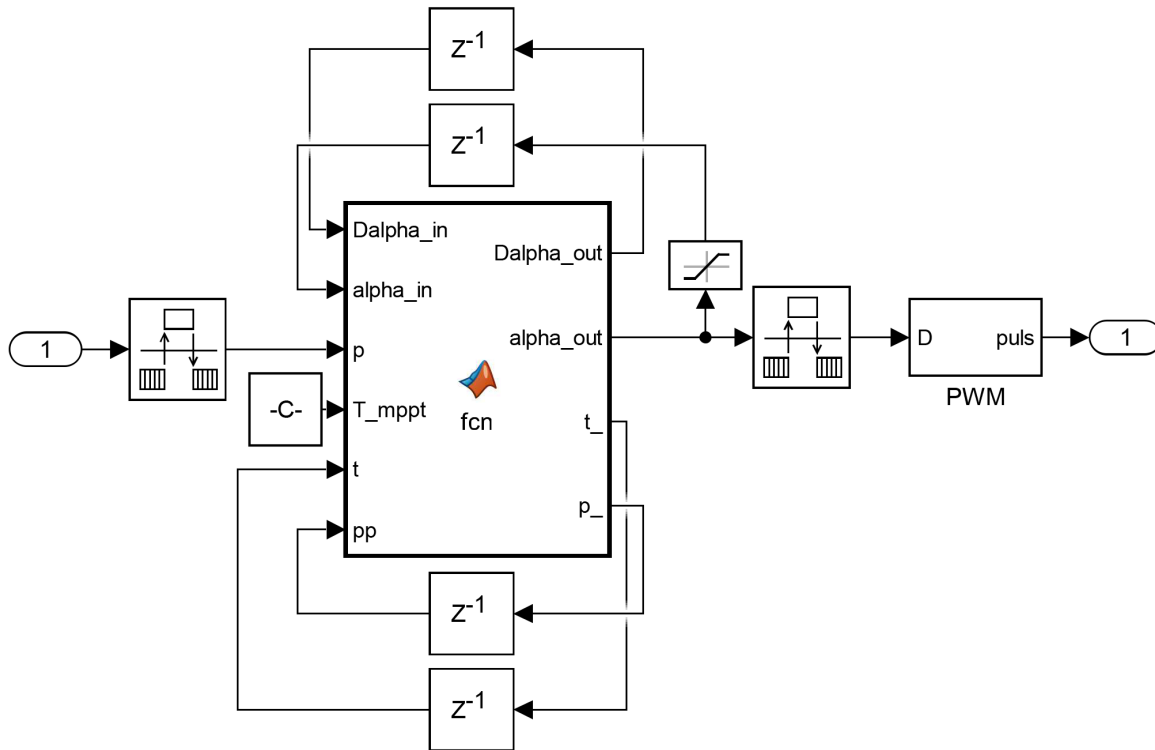 z-1
z-1
Dalpha_in
Dalpha_out
alpha_in
1
p
alpha_out
D
puls
1
-C-
T_mppt
fcn
PWM
t_
t
p_
pp
z-1
z-1